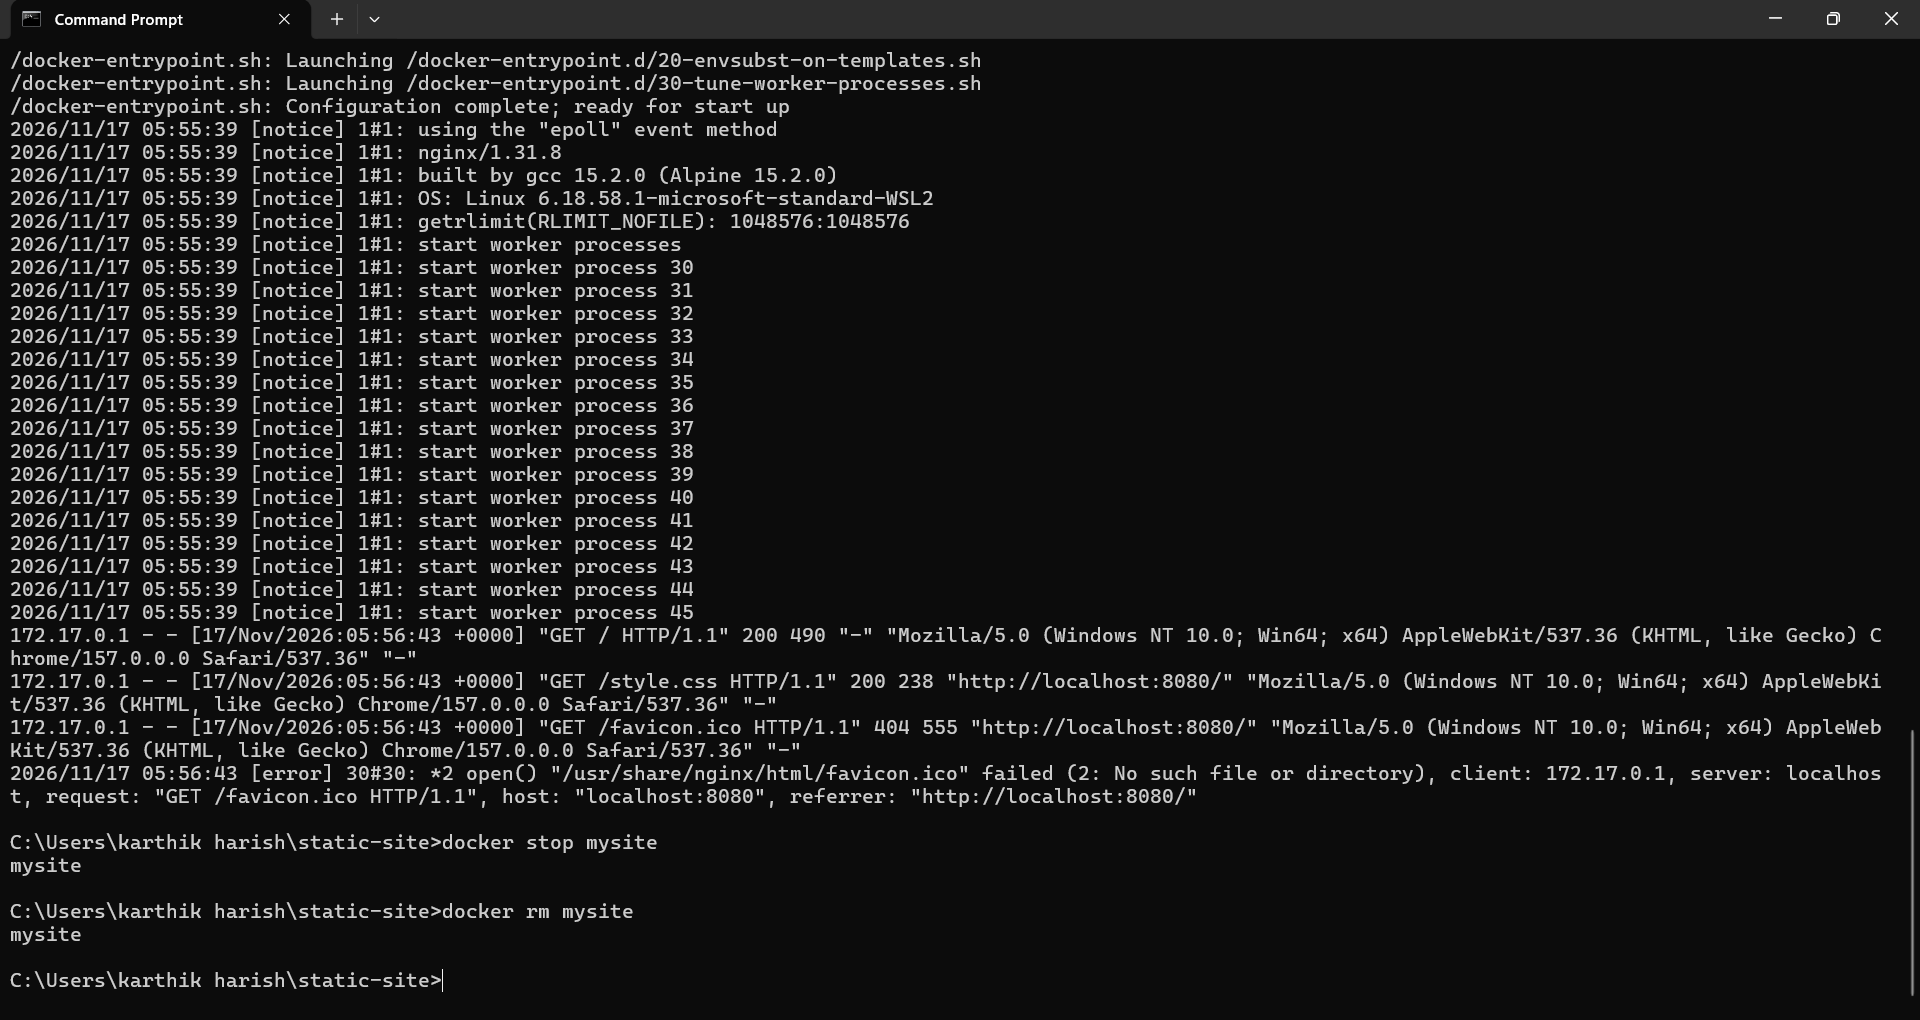 Command Prompt
/docker-entrypoint.sh: Launching /docker-entrypoint.d/20-envsubst-on-templates.sh
/docker-entrypoint.sh: Launching /docker-entrypoint.d/30-tune-worker-processes.sh
/docker-entrypoint.sh: Configuration complete; ready for start up
2026/11/17 05:55:39 [notice] 1#1: using the "epoll" event method
2026/11/17 05:55:39 [notice] 1#1: nginx/1.31.8
2026/11/17 05:55:39 [notice] 1#1: built by gcc 15.2.0 (Alpine 15.2.0)
2026/11/17 05:55:39 [notice] 1#1: OS: Linux 6.18.58.1-microsoft-standard-WSL2
2026/11/17 05:55:39 [notice] 1#1: getrlimit(RLIMIT_NOFILE): 1048576:1048576
2026/11/17 05:55:39 [notice] 1#1: start worker processes
2026/11/17 05:55:39 [notice] 1#1: start worker process 30
2026/11/17 05:55:39 [notice] 1#1: start worker process 31
2026/11/17 05:55:39 [notice] 1#1: start worker process 32
2026/11/17 05:55:39 [notice] 1#1: start worker process 33
2026/11/17 05:55:39 [notice] 1#1: start worker process 34
2026/11/17 05:55:39 [notice] 1#1: start worker process 35
2026/11/17 05:55:39 [notice] 1#1: start worker process 36
2026/11/17 05:55:39 [notice] 1#1: start worker process 37
2026/11/17 05:55:39 [notice] 1#1: start worker process 38
2026/11/17 05:55:39 [notice] 1#1: start worker process 39
2026/11/17 05:55:39 [notice] 1#1: start worker process 40
2026/11/17 05:55:39 [notice] 1#1: start worker process 41
2026/11/17 05:55:39 [notice] 1#1: start worker process 42
2026/11/17 05:55:39 [notice] 1#1: start worker process 43
2026/11/17 05:55:39 [notice] 1#1: start worker process 44
2026/11/17 05:55:39 [notice] 1#1: start worker process 45
172.17.0.1 - - [17/Nov/2026:05:56:43 +0000] "GET / HTTP/1.1" 200 490 "-" "Mozilla/5.0 (Windows NT 10.0; Win64; x64) AppleWebKit/537.36 (KHTML, like Gecko) C
hrome/157.0.0.0 Safari/537.36" "-"
172.17.0.1 - - [17/Nov/2026:05:56:43 +0000] "GET /style.css HTTP/1.1" 200 238 "http://localhost:8080/" "Mozilla/5.0 (Windows NT 10.0; Win64; x64) AppleWebKi
t/537.36 (KHTML, like Gecko) Chrome/157.0.0.0 Safari/537.36" "-"
172.17.0.1 - - [17/Nov/2026:05:56:43 +0000] "GET /favicon.ico HTTP/1.1" 404 555 "http://localhost:8080/" "Mozilla/5.0 (Windows NT 10.0; Win64; x64) AppleWeb
Kit/537.36 (KHTML, like Gecko) Chrome/157.0.0.0 Safari/537.36" "-"
2026/11/17 05:56:43 [error] 30#30: *2 open() "/usr/share/nginx/html/favicon.ico" failed (2: No such file or directory), client: 172.17.0.1, server: localhos
t, request: "GET /favicon.ico HTTP/1.1", host: "localhost:8080", referrer: "http://localhost:8080/"
C:\Users\karthik harish\static-site>docker stop mysite
mysite
C:\Users\karthik harish\static-site>docker rm mysite
mysite
C:\Users\karthik harish\static-site>